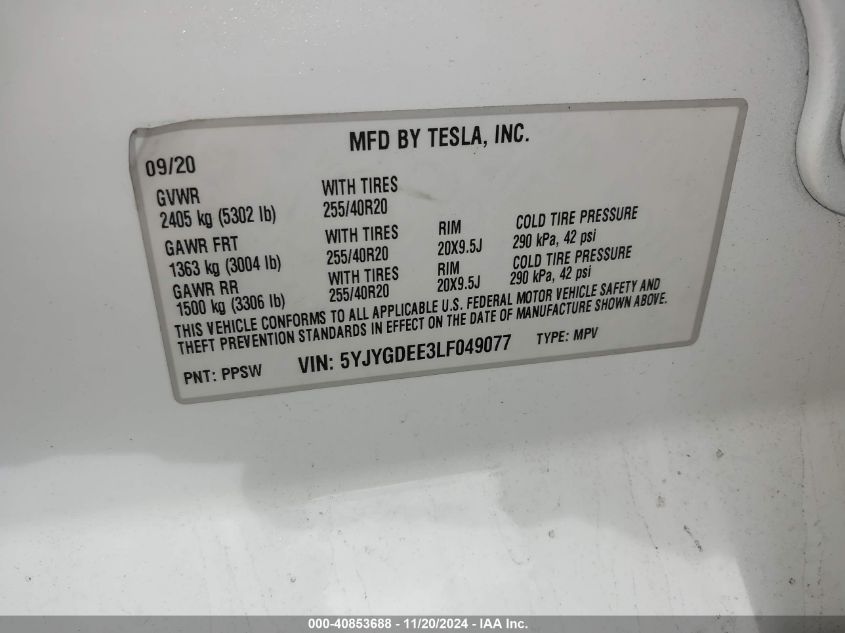 MFD BY TESLA, INC.
09/20
GVWR WITH TIRES
2405 kg (5302 lb) 255/40R20
GAWR FRT WITH TIRES RIM COLD TIRE PRESSURE
1363 kg (3004 lb) 255/40R20 20X9.5J 290 kPa, 42 psi
GAWR RR WITH TIRES RIM COLD TIRE PRESSURE
1500 kg (3306 lb) 255/40R20 20X9.5J 290 kPa, 42 psi
THIS VEHICLE CONFORMS TO ALL APPLICABLE U.S. FEDERAL MOTOR VEHICLE SAFETY AND
THEFT PREVENTION STANDARDS IN EFFECT ON THE DATE OF MANUFACTURE SHOWN ABOVE.
PNT: PPSW VIN: 5YJYGDEE3LF049077 TYPE: MPV
000-40853688 - 11/20/2024 - IAA Inc.